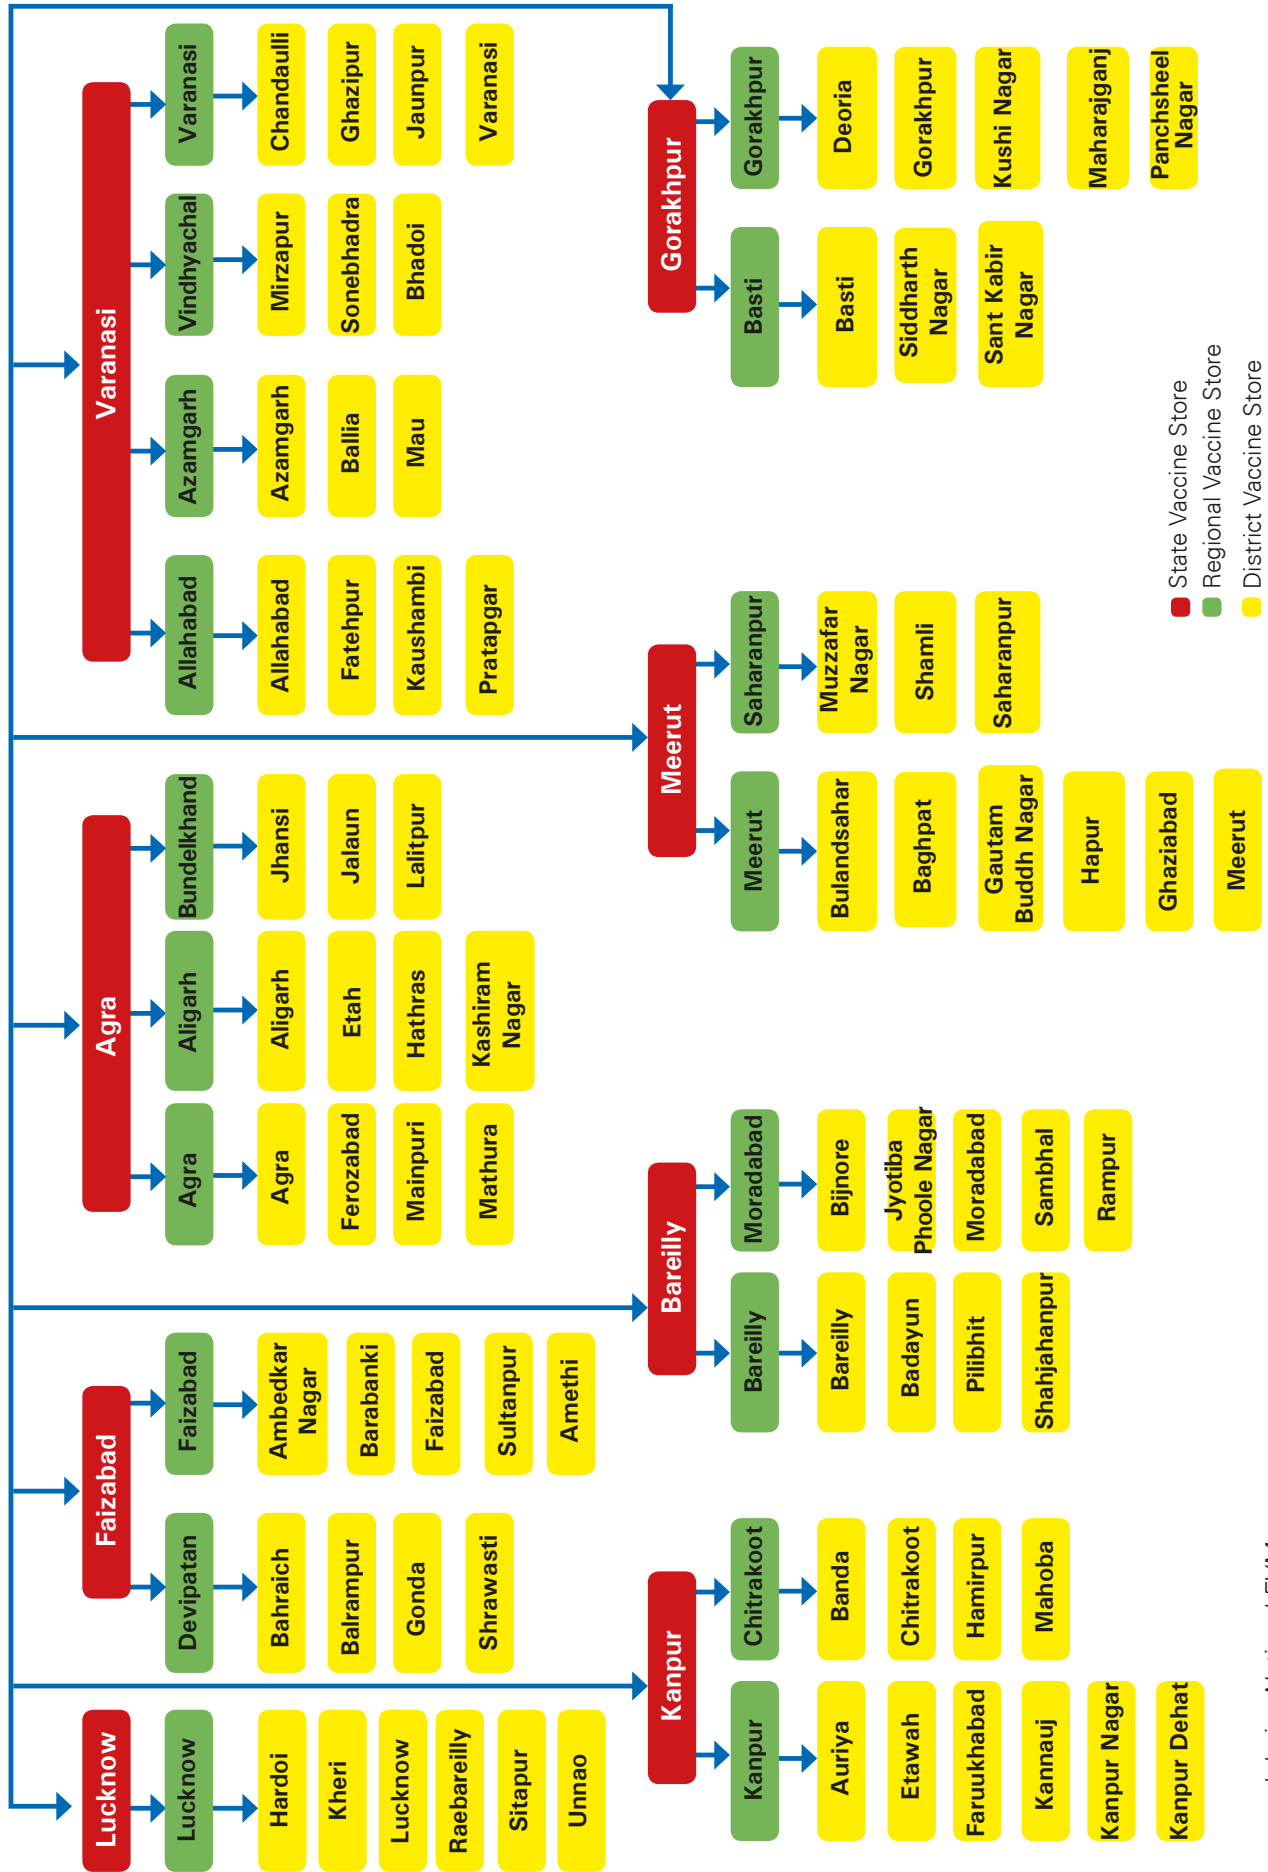 Lucknow
Lucknow
Hardoi
Kheri
Lucknow
Raebareilly
Sitapur
Unnao
Faizabad
Devipatan
Bahraich
Balrampur
Gonda
Shrawasti
Faizabad
Ambedkar
Nagar
Barabanki
Faizabad
Sultanpur
Amethi
Agra
Agra
Agra
Ferozabad
Mainpuri
Mathura
Aligarh
Aligarh
Etah
Hathras
Kashiram
Nagar
Bundelkhand
Jhansi
Jalaun
Lalitpur
Varanasi
Allahabad
Allahabad
Fatehpur
Kaushambi
Pratapgar
Azamgarh
Azamgarh
Ballia
Mau
Vindhyachal
Mirzapur
Sonebhadra
Bhadoi
Varanasi
Chandaulli
Ghazipur
Jaunpur
Varanasi
Kanpur
Kanpur
Auriya
Etawah
Faruukhabad
Kannauj
Kanpur Nagar
Kanpur Dehat
Chitrakoot
Banda
Chitrakoot
Hamirpur
Mahoba
Bareilly
Bareilly
Bareilly
Badayun
Pilibhit
Shahjahanpur
Moradabad
Bijnore
Jyotiba
Phoole Nagar
Moradabad
Sambhal
Rampur
Meerut
Meerut
Bulandsahar
Baghpat
Gautam
Buddh Nagar
Hapur
Ghaziabad
Meerut
Saharanpur
Muzzafar
Nagar
Shamli
Saharanpur
Gorakhpur
Basti
Basti
Siddharth
Nagar
Sant Kabir
Nagar
Gorakhpur
Deoria
Gorakhpur
Kushi Nagar
Maharajganj
Panchsheel
Nagar
State Vaccine Store
Regional Vaccine Store
District Vaccine Store